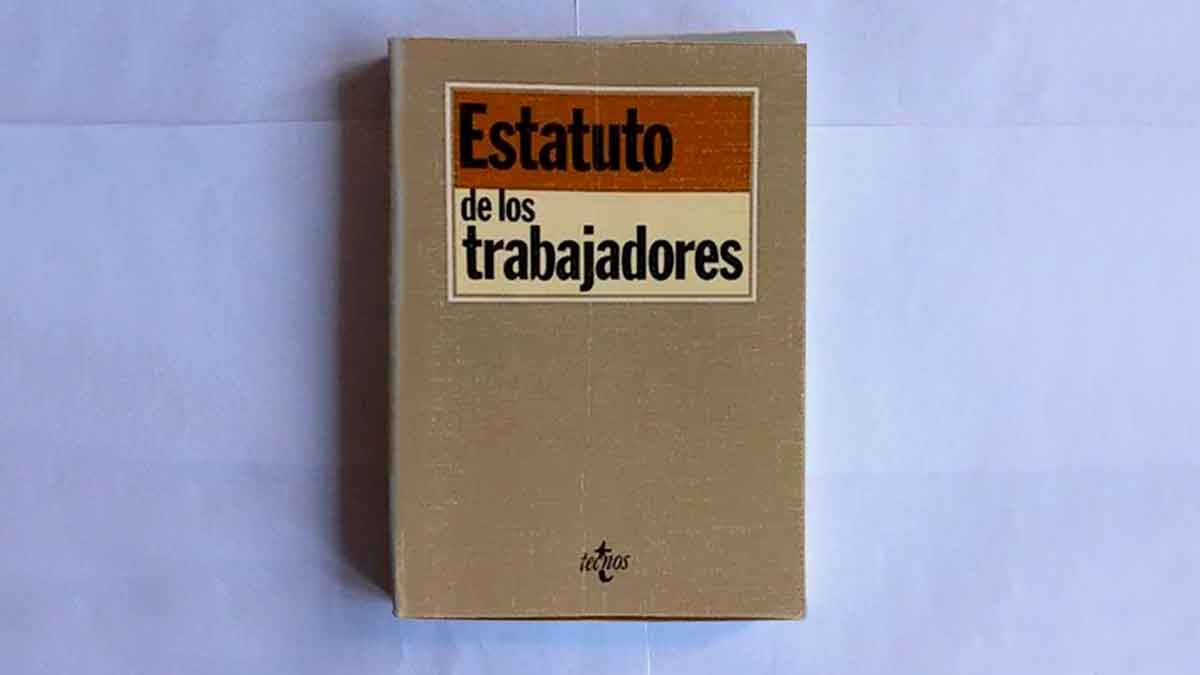 Estatuto
de los
trabajadores
tecnos